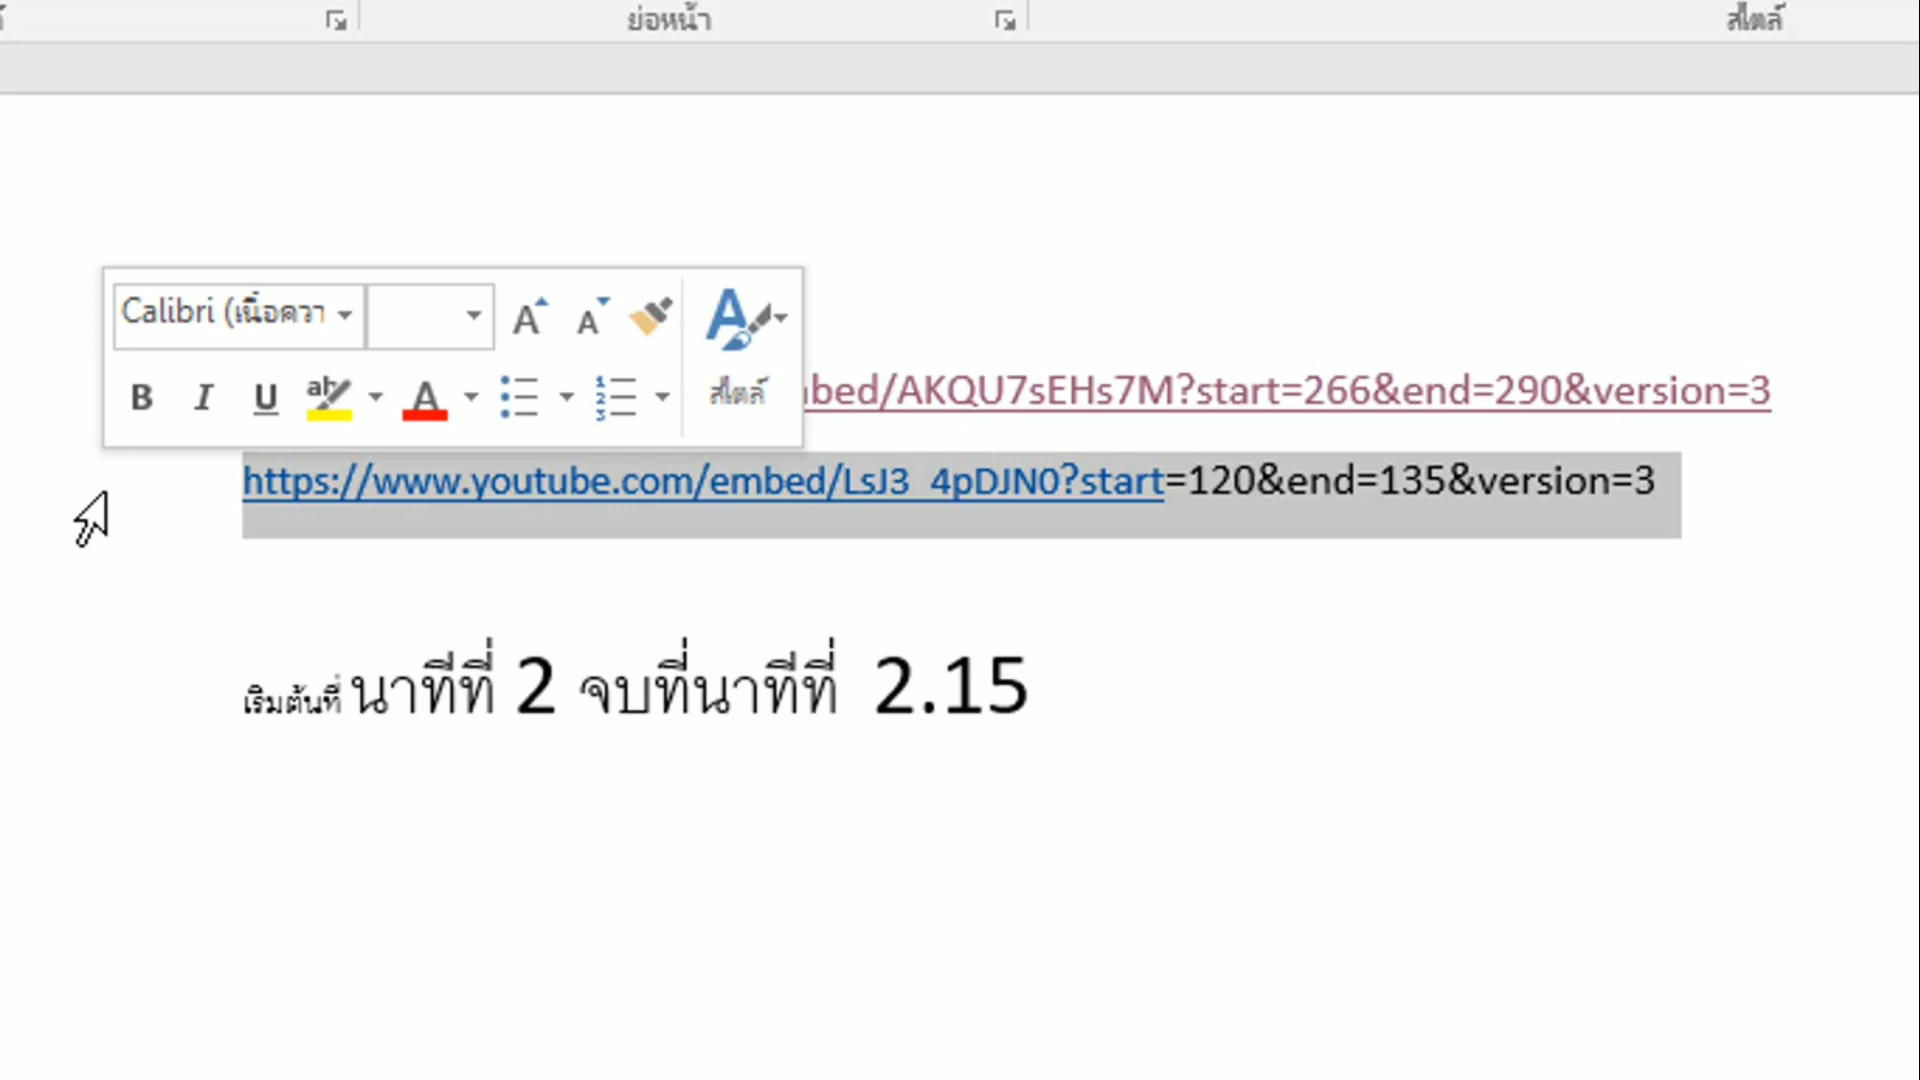 ย่อหน้า สไตล์
Calibri (เนื้อควา
B I U ab A สไตล์
bed/AKQU7sEHs7M?start=266&end=290&version=3
https://www.youtube.com/embed/LsJ3_4pDJN0?start=120&end=135&version=3
เริ่มต้นที่ นาทีที่ 2 จบที่นาทีที่ 2.15